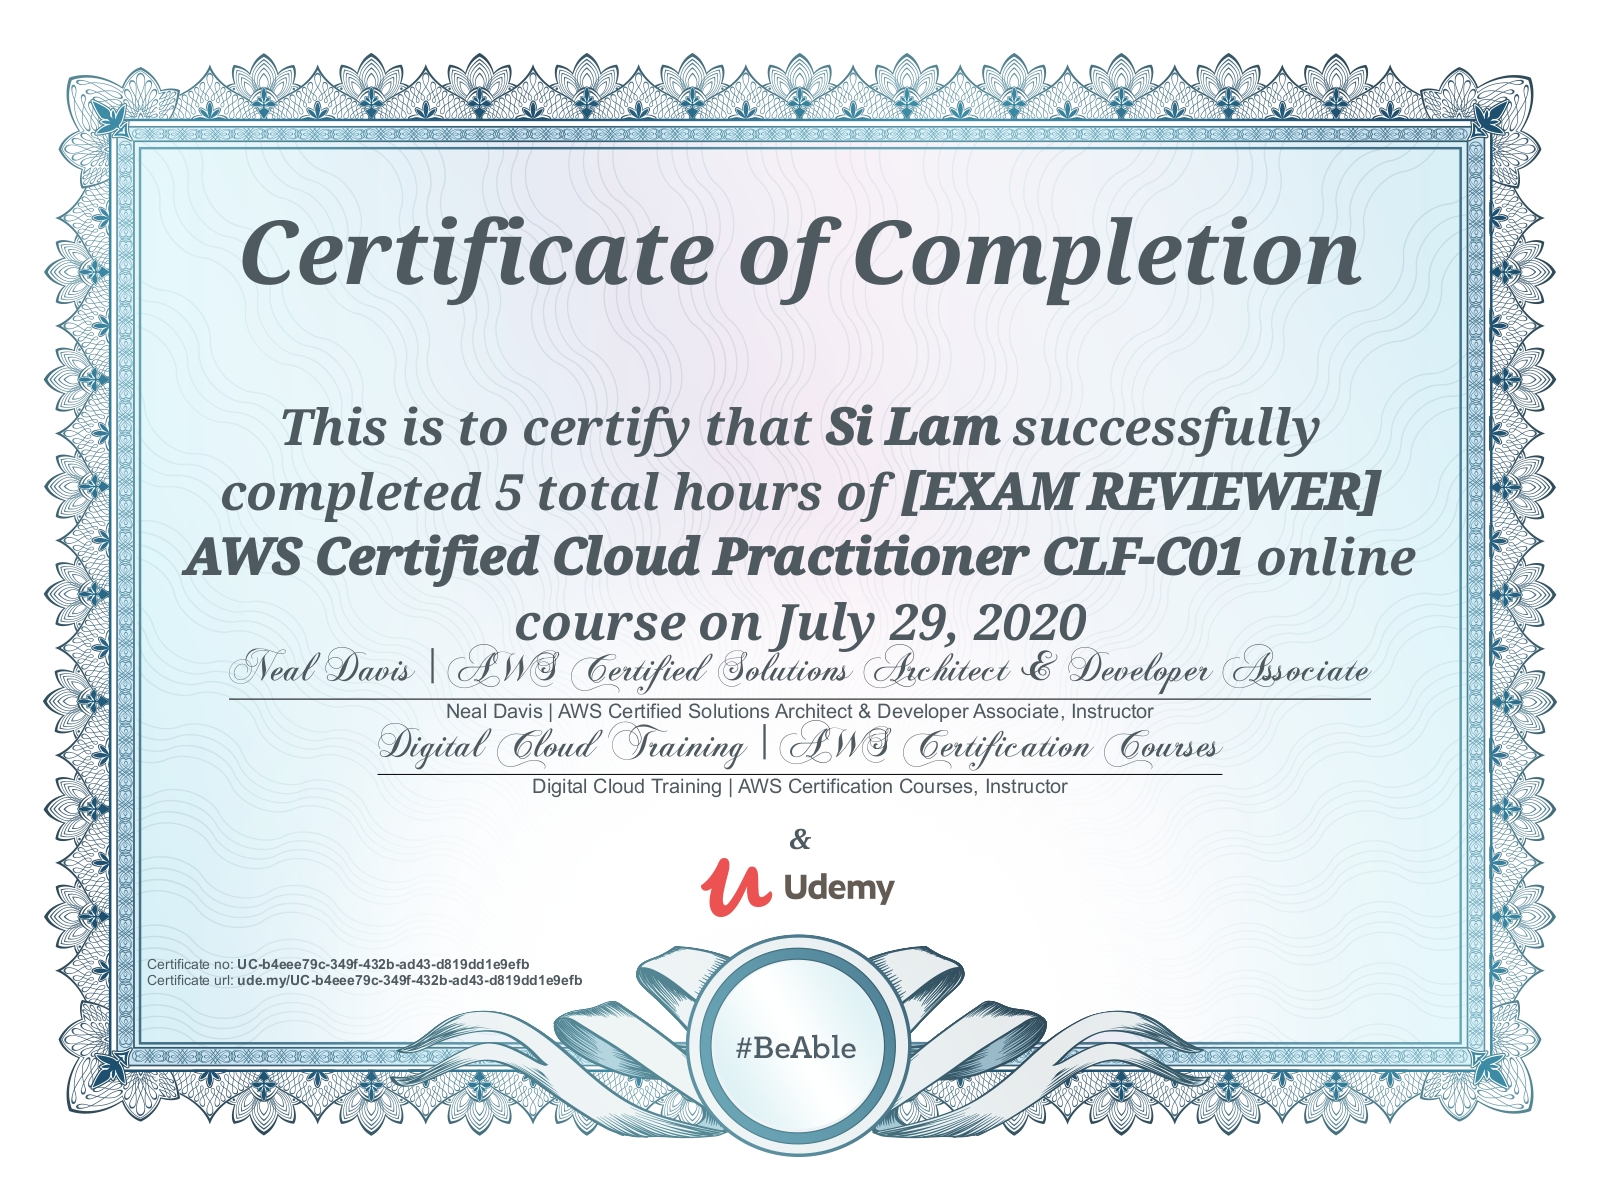 Certificate of Completion
This is to certify that Si Lam successfully
completed 5 total hours of [EXAM REVIEWER]
AWS Certified Cloud Practitioner CLF-C01 online
course on July 29, 2020
Neal Davis | AWS Certified Solutions Architect & Developer Associate
Neal Davis | AWS Certified Solutions Architect & Developer Associate, Instructor
Digital Cloud Training | AWS Certification Courses
Digital Cloud Training | AWS Certification Courses, Instructor
&
Udemy
Certificate no: UC-b4eee79c-349f-432b-ad43-d819dd1e9efb
Certificate url: ude.my/UC-b4eee79c-349f-432b-ad43-d819dd1e9efb
#BeAble